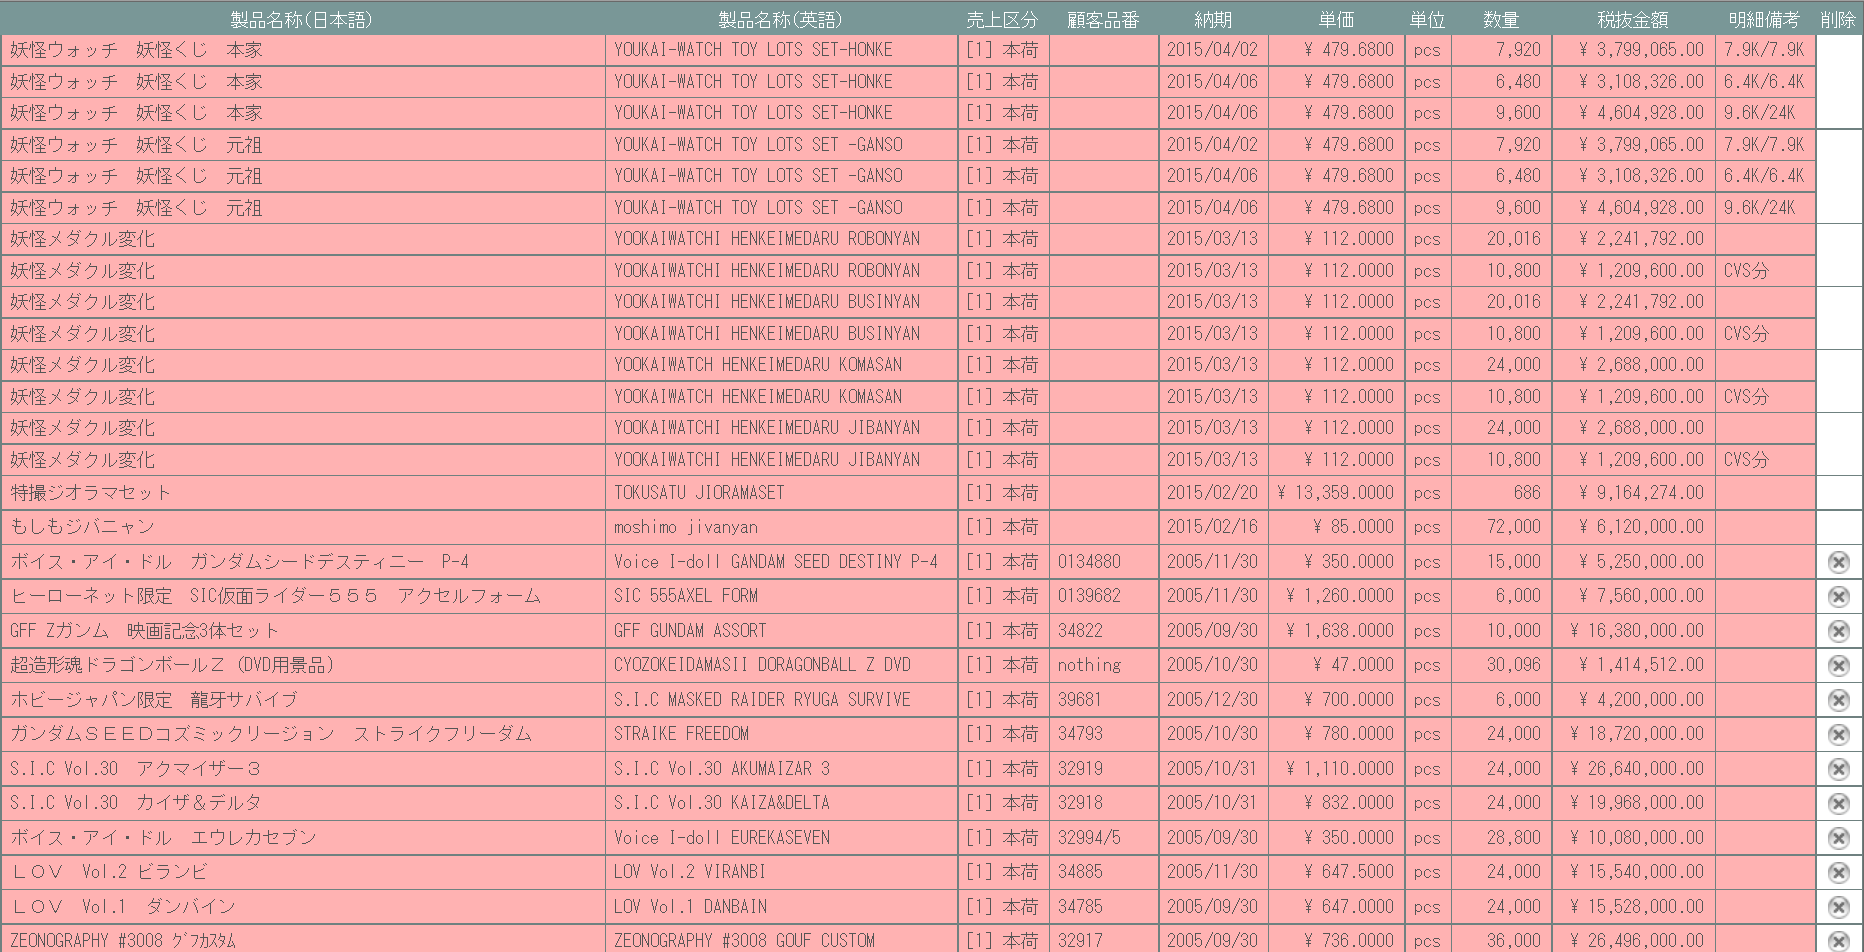 製品名称(日本語) 製品名称(英語) 売上区分 顧客品番 納期 単価 単位 数量 税抜金額 明細備考 削除
妖怪ウォッチ　妖怪くじ　本家 YOUKAI-WATCH TOY LOTS SET-HONKE [1] 本荷 2015/04/02 ¥ 479.6800 pcs 7,920 ¥ 3,799,065.00 7.9K/7.9K
妖怪ウォッチ　妖怪くじ　本家 YOUKAI-WATCH TOY LOTS SET-HONKE [1] 本荷 2015/04/06 ¥ 479.6800 pcs 6,480 ¥ 3,108,326.00 6.4K/6.4K
妖怪ウォッチ　妖怪くじ　本家 YOUKAI-WATCH TOY LOTS SET-HONKE [1] 本荷 2015/04/06 ¥ 479.6800 pcs 9,600 ¥ 4,604,928.00 9.6K/24K
妖怪ウォッチ　妖怪くじ　元祖 YOUKAI-WATCH TOY LOTS SET -GANSO [1] 本荷 2015/04/02 ¥ 479.6800 pcs 7,920 ¥ 3,799,065.00 7.9K/7.9K
妖怪ウォッチ　妖怪くじ　元祖 YOUKAI-WATCH TOY LOTS SET -GANSO [1] 本荷 2015/04/06 ¥ 479.6800 pcs 6,480 ¥ 3,108,326.00 6.4K/6.4K
妖怪ウォッチ　妖怪くじ　元祖 YOUKAI-WATCH TOY LOTS SET -GANSO [1] 本荷 2015/04/06 ¥ 479.6800 pcs 9,600 ¥ 4,604,928.00 9.6K/24K
妖怪メダクル変化 YOOKAIWATCHI HENKEIMEDARU ROBONYAN [1] 本荷 2015/03/13 ¥ 112.0000 pcs 20,016 ¥ 2,241,792.00
妖怪メダクル変化 YOOKAIWATCHI HENKEIMEDARU ROBONYAN [1] 本荷 2015/03/13 ¥ 112.0000 pcs 10,800 ¥ 1,209,600.00 CVS分
妖怪メダクル変化 YOOKAIWATCHI HENKEIMEDARU BUSINYAN [1] 本荷 2015/03/13 ¥ 112.0000 pcs 20,016 ¥ 2,241,792.00
妖怪メダクル変化 YOOKAIWATCHI HENKEIMEDARU BUSINYAN [1] 本荷 2015/03/13 ¥ 112.0000 pcs 10,800 ¥ 1,209,600.00 CVS分
妖怪メダクル変化 YOOKAIWATCH HENKEIMEDARU KOMASAN [1] 本荷 2015/03/13 ¥ 112.0000 pcs 24,000 ¥ 2,688,000.00
妖怪メダクル変化 YOOKAIWATCH HENKEIMEDARU KOMASAN [1] 本荷 2015/03/13 ¥ 112.0000 pcs 10,800 ¥ 1,209,600.00 CVS分
妖怪メダクル変化 YOOKAIWATCHI HENKEIMEDARU JIBANYAN [1] 本荷 2015/03/13 ¥ 112.0000 pcs 24,000 ¥ 2,688,000.00
妖怪メダクル変化 YOOKAIWATCHI HENKEIMEDARU JIBANYAN [1] 本荷 2015/03/13 ¥ 112.0000 pcs 10,800 ¥ 1,209,600.00 CVS分
特撮ジオラマセット TOKUSATU JIORAMASET [1] 本荷 2015/02/20 ¥ 13,359.0000 pcs 686 ¥ 9,164,274.00
もしもジバニャン moshimo jivanyan [1] 本荷 2015/02/16 ¥ 85.0000 pcs 72,000 ¥ 6,120,000.00
ボイス・アイ・ドル　ガンダムシードデスティニー　P-4 Voice I-doll GANDAM SEED DESTINY P-4 [1] 本荷 0134880 2005/11/30 ¥ 350.0000 pcs 15,000 ¥ 5,250,000.00
ヒーローネット限定　SIC仮面ライダー５５５　アクセルフォーム SIC 555AXEL FORM [1] 本荷 0139682 2005/11/30 ¥ 1,260.0000 pcs 6,000 ¥ 7,560,000.00
GFF Zガンム　映画記念3体セット GFF GUNDAM ASSORT [1] 本荷 34822 2005/09/30 ¥ 1,638.0000 pcs 10,000 ¥ 16,380,000.00
超造形魂ドラゴンボールＺ (DVD用景品) CYOZOKEIDAMASII DORAGONBALL Z DVD [1] 本荷 nothing 2005/10/30 ¥ 47.0000 pcs 30,096 ¥ 1,414,512.00
ホビージャパン限定　龍牙サバイブ S.I.C MASKED RAIDER RYUGA SURVIVE [1] 本荷 39681 2005/12/30 ¥ 700.0000 pcs 6,000 ¥ 4,200,000.00
ガンダムＳＥＥＤコズミックリージョン　ストライクフリーダム STRAIKE FREEDOM [1] 本荷 34793 2005/10/30 ¥ 780.0000 pcs 24,000 ¥ 18,720,000.00
S.I.C Vol.30　アクマイザー３ S.I.C Vol.30 AKUMAIZAR 3 [1] 本荷 32919 2005/10/31 ¥ 1,110.0000 pcs 24,000 ¥ 26,640,000.00
S.I.C Vol.30　カイザ＆デルタ S.I.C Vol.30 KAIZA&DELTA [1] 本荷 32918 2005/10/31 ¥ 832.0000 pcs 24,000 ¥ 19,968,000.00
ボイス・アイ・ドル　エウレカセブン Voice I-doll EUREKASEVEN [1] 本荷 32994/5 2005/09/30 ¥ 350.0000 pcs 28,800 ¥ 10,080,000.00
ＬＯＶ　Vol.2 ビランビ LOV Vol.2 VIRANBI [1] 本荷 34885 2005/11/30 ¥ 647.5000 pcs 24,000 ¥ 15,540,000.00
ＬＯＶ　Vol.1　ダンバイン LOV Vol.1 DANBAIN [1] 本荷 34785 2005/09/30 ¥ 647.0000 pcs 24,000 ¥ 15,528,000.00
ZEONOGRAPHY #3008 ｸﾞﾌｶｽﾀﾑ ZEONOGRAPHY #3008 GOUF CUSTOM [1] 本荷 32917 2005/09/30 ¥ 736.0000 pcs 36,000 ¥ 26,496,000.00